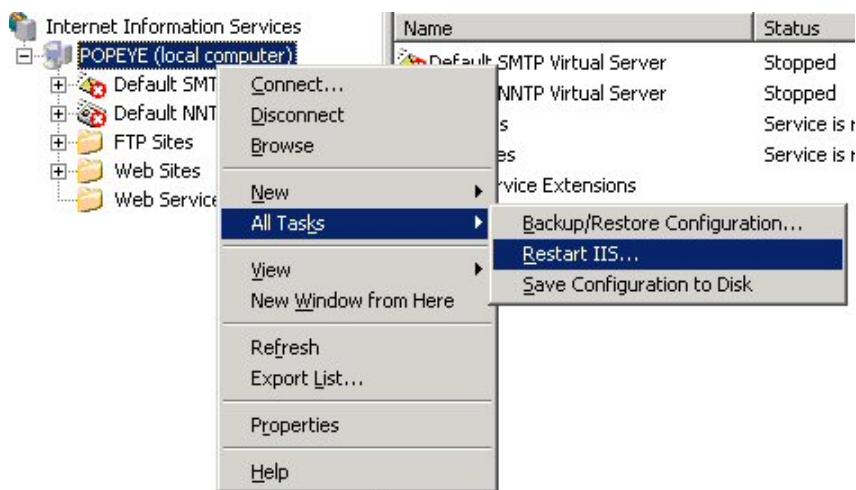 Internet Information Services
Name Status
POPEYE (local computer)
Default SMTP Virtual Server Stopped
Default SMT
Connect...
NNTP Virtual Server Stopped
Default NNT
Disconnect
s Service is r
FTP Sites
Browse
es Service is r
Web Sites
New
rvice Extensions
Web Service
All Tasks
Backup/Restore Configuration...
Restart IIS...
View
Save Configuration to Disk
New Window from Here
Refresh
Export List...
Properties
Help